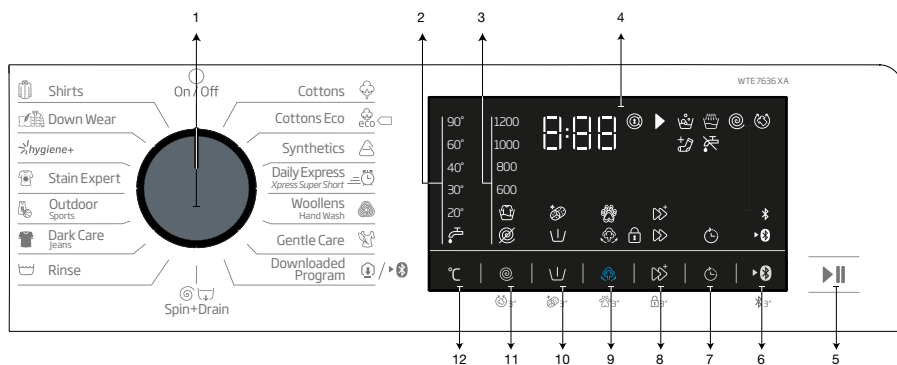 1
2
3
4
WTE 7636 XA
On / Off
Shirts
Down Wear
hygiene+
Stain Expert
Outdoor
Sports
Dark Care
Jeans
Rinse
Spin+Drain
Cottons
Cottons Eco
eco
Synthetics
Daily Express
Xpress Super Short
Woollens
Hand Wash
Gentle Care
Downloaded
Program
/
90° 1200 8:88
60° 1000
40° 800
30° 600
20°
°C
3" 3" 3" 3" 3"
12
11
10
9
8
7
6
5